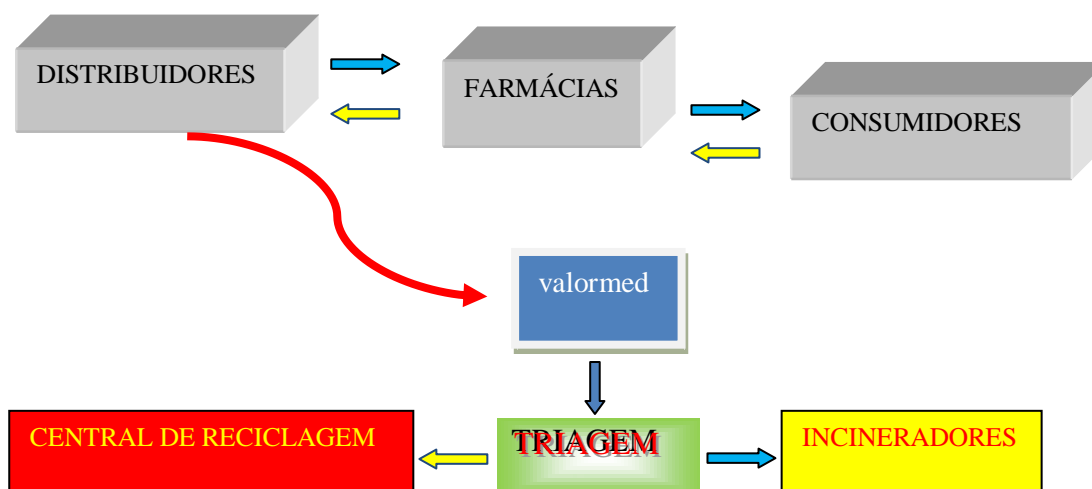 DISTRIBUIDORES
FARMÁCIAS
CONSUMIDORES
valormed
CENTRAL DE RECICLAGEM
TRIAGEM
INCINERADORES